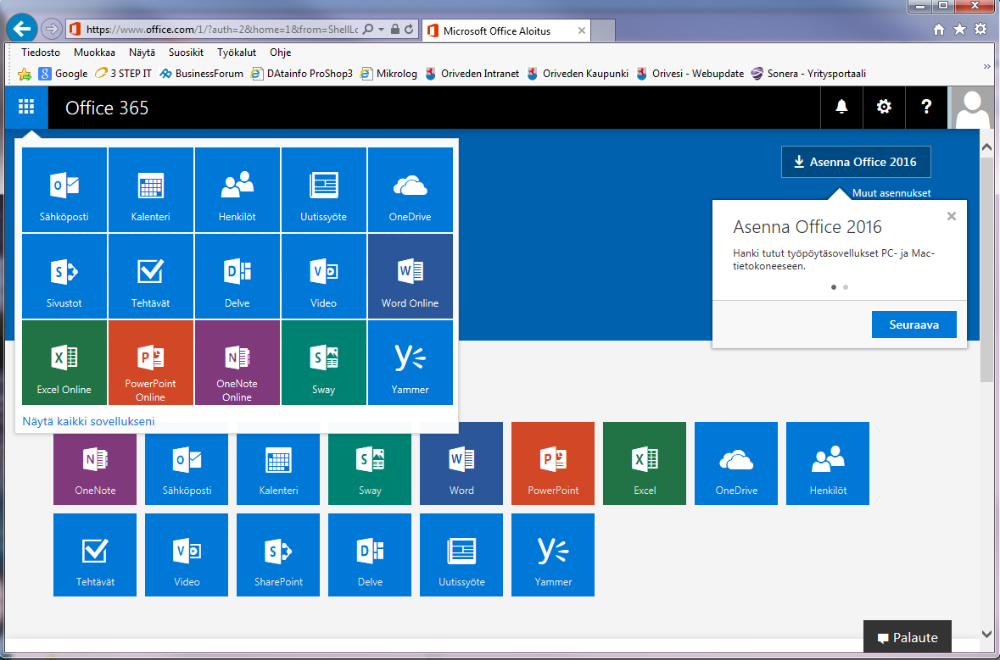 https://www.office.com/1/?auth=2&home=1&from=ShellLo
Microsoft Office Aloitus
Tiedosto Muokkaa Näytä Suosikit Työkalut Ohje
Google 3 STEP IT BusinessForum DAtainfo ProShop3 Mikrolog Oriveden Intranet Oriveden Kaupunki Orivesi - Webupdate Sonera - Yritysportaali
Office 365
Asenna Office 2016
Muut asennukset
Asenna Office 2016
Hanki tutut työpöytäsovellukset PC- ja Mac-
tietokoneeseen.
Seuraava
Sähköposti Kalenteri Henkilöt Uutissyöte OneDrive
Sivustot Tehtävät Delve Video Word Online
Excel Online PowerPoint Online OneNote Online Sway Yammer
Näytä kaikki sovellukseni
OneNote Sähköposti Kalenteri Sway Word PowerPoint Excel OneDrive Henkilöt
Tehtävät Video SharePoint Delve Uutissyöte Yammer
Palaute